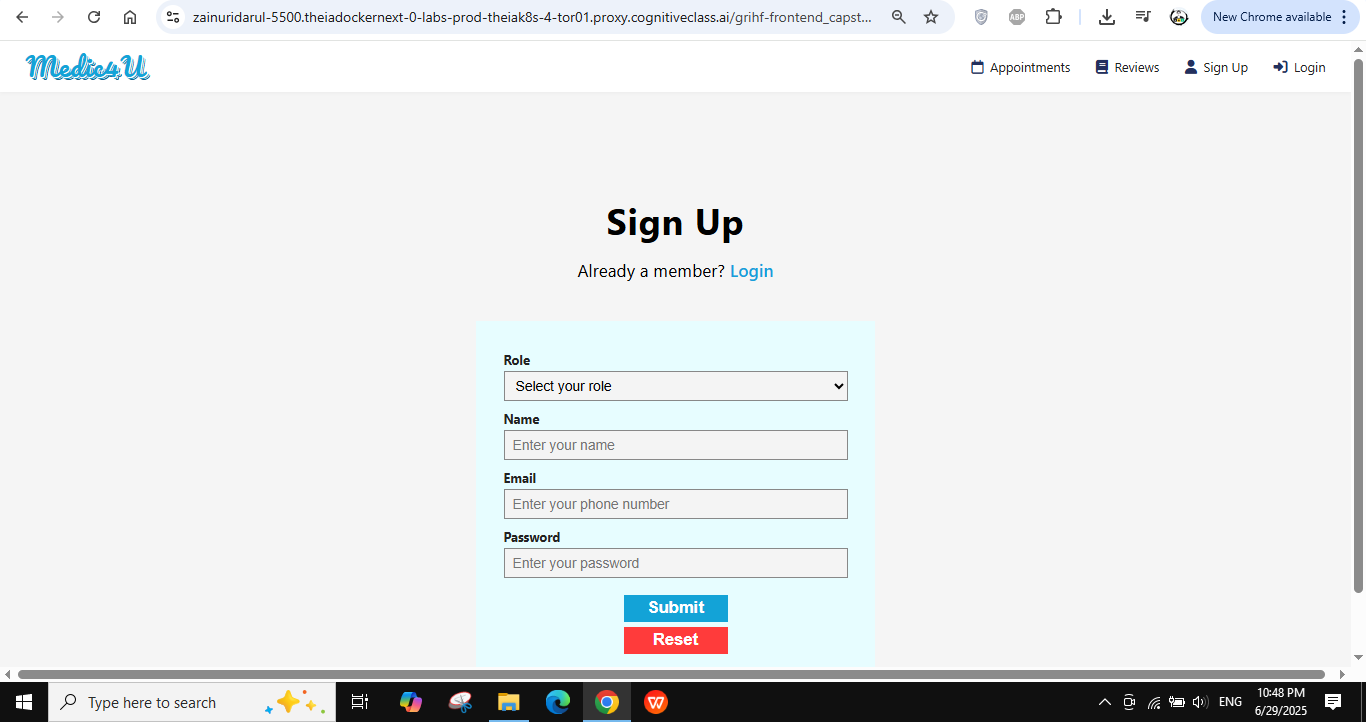 zainuridarul-5500.theiadockernext-0-labs-prod-theiak8s-4-tor01.proxy.cognitiveclass.ai/grihf-frontend_capst...
ABP
New Chrome available
Medic4U
Appointments
Reviews
Sign Up
Login
Sign Up
Already a member? Login
Role
Select your role
Name
Enter your name
Email
Enter your phone number
Password
Enter your password
Submit
Reset
Type here to search
W
ENG
10:48 PM
6/29/2025